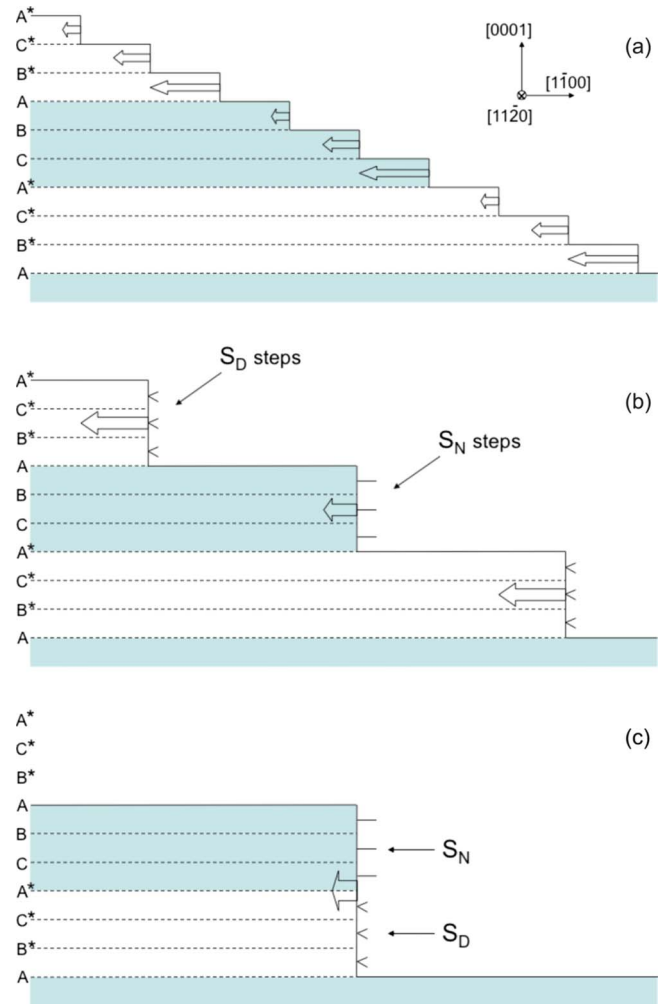 A*
(a)
[0001]
C*
B*
[11̄00]
A
[112̄0]
B
C
A*
C*
B*
A
S_D steps
A*
(b)
C*
B*
S_N steps
A
B
C
A*
C*
B*
A
A*
(c)
C*
B*
A
B
C
S_N
A*
C*
S_D
B*
A